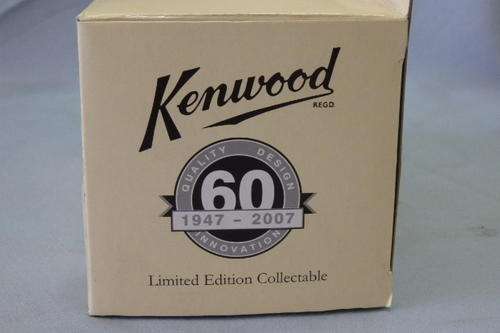 Kenwood
REGD
QUALITY DESIGN
60
1947 - 2007
INNOVATION
Limited Edition Collectable